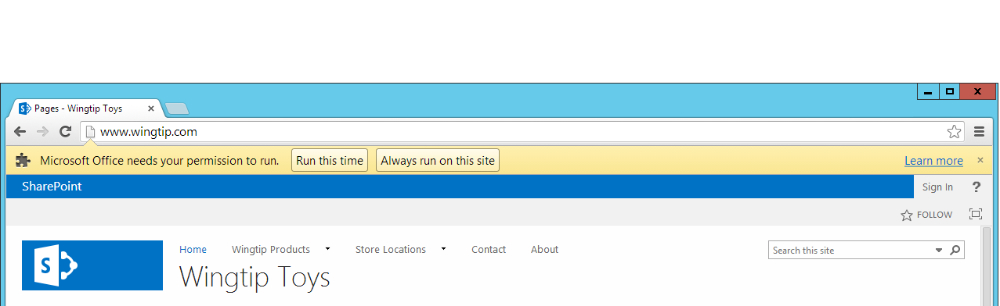 Pages - Wingtip Toys
www.wingtip.com
Microsoft Office needs your permission to run. Run this time Always run on this site Learn more
SharePoint Sign In ?
FOLLOW
S
Home Wingtip Products Store Locations Contact About Search this site
Wingtip Toys